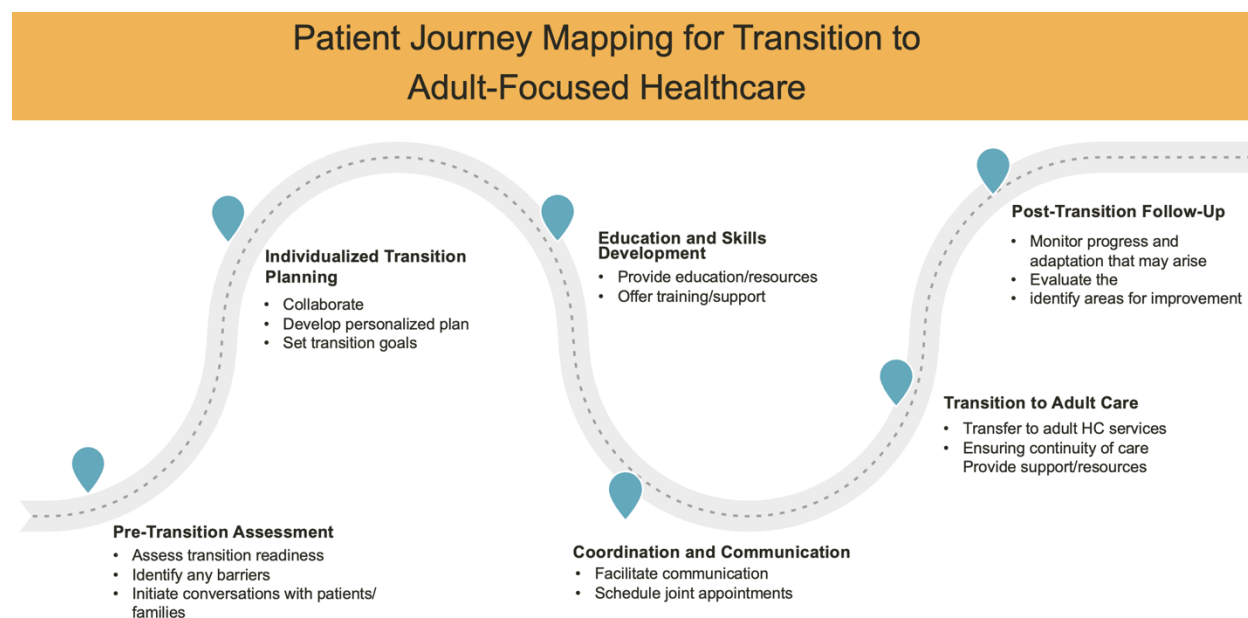 Patient Journey Mapping for Transition to
Adult-Focused Healthcare
Pre-Transition Assessment
• Assess transition readiness
• Identify any barriers
• Initiate conversations with patients/
families
Individualized Transition
Planning
• Collaborate
• Develop personalized plan
• Set transition goals
Education and Skills
Development
• Provide education/resources
• Offer training/support
Coordination and Communication
• Facilitate communication
• Schedule joint appointments
Transition to Adult Care
• Transfer to adult HC services
• Ensuring continuity of care
Provide support/resources
Post-Transition Follow-Up
• Monitor progress and
adaptation that may arise
• Evaluate the
• identify areas for improvement